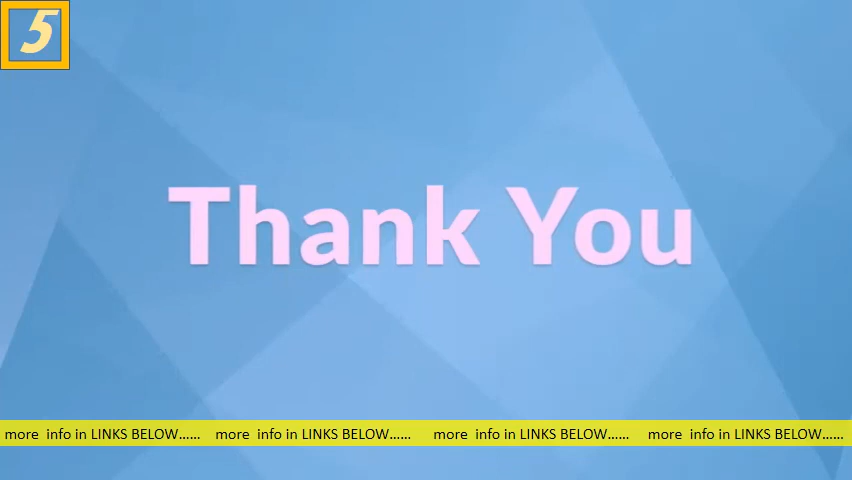 5
Thank You
more  info in LINKS BELOW...... more  info in LINKS BELOW...... more  info in LINKS BELOW...... more  info in LINKS BELOW......